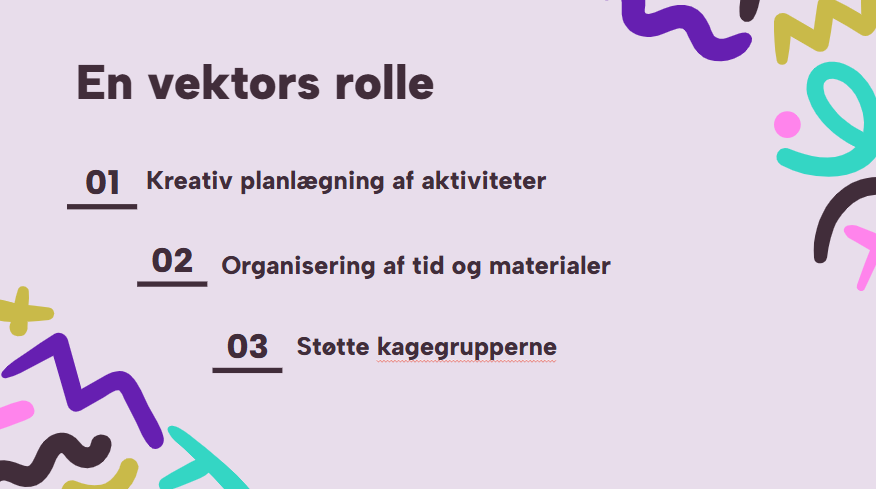 En vektors rolle
01 Kreativ planlægning af aktiviteter
02 Organisering af tid og materialer
03 Støtte kagegrupperne